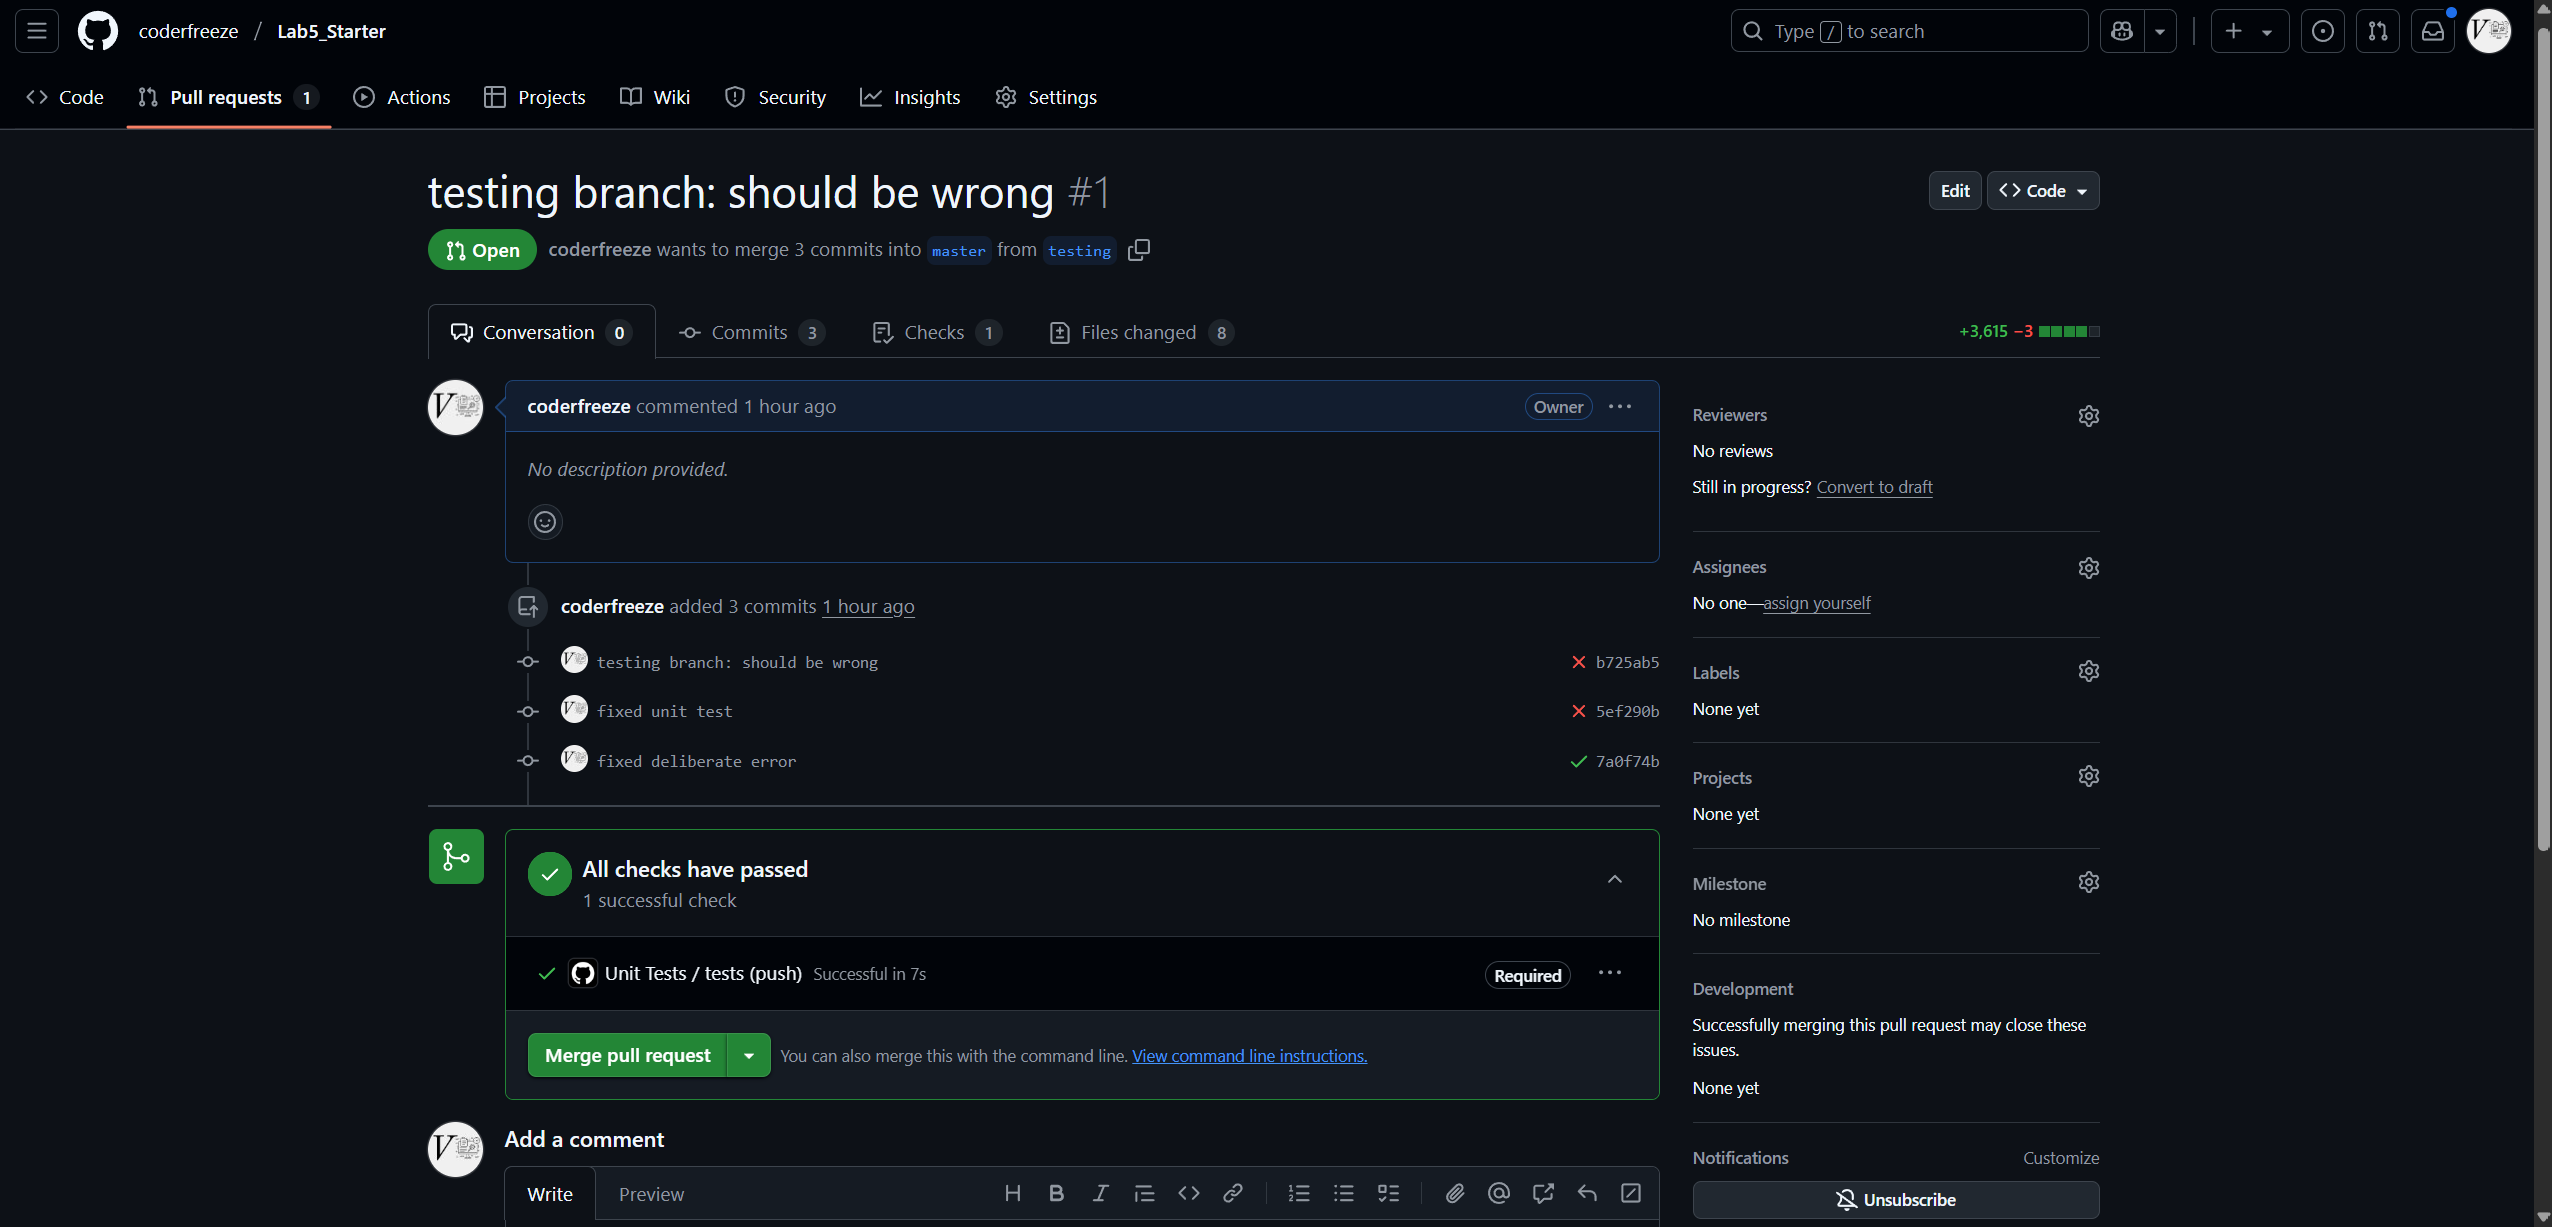 coderfreeze / Lab5_Starter
Type / to search
Code
Pull requests 1
Actions
Projects
Wiki
Security
Insights
Settings
testing branch: should be wrong #1
Edit
Code
Open
coderfreeze wants to merge 3 commits into master from testing
Conversation 0
Commits 3
Checks 1
Files changed 8
+3,615 −3
coderfreeze commented 1 hour ago
Owner
No description provided.
coderfreeze added 3 commits 1 hour ago
testing branch: should be wrong b725ab5
fixed unit test 5ef290b
fixed deliberate error 7a0f74b
All checks have passed
1 successful check
Unit Tests / tests (push) Successful in 7s
Required
Merge pull request
You can also merge this with the command line. View command line instructions.
Add a comment
Write
Preview
Reviewers
No reviews
Still in progress? Convert to draft
Assignees
No one—assign yourself
Labels
None yet
Projects
None yet
Milestone
No milestone
Development
Successfully merging this pull request may close these
issues.
None yet
Notifications
Customize
Unsubscribe